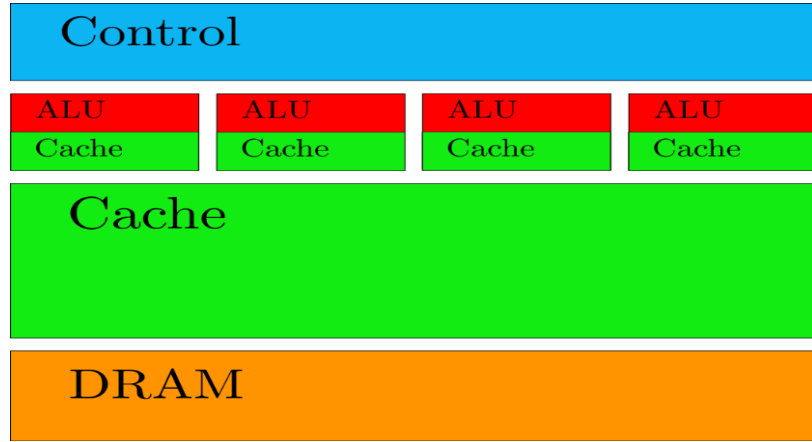 Control
ALU ALU ALU ALU
Cache Cache Cache Cache
Cache
DRAM